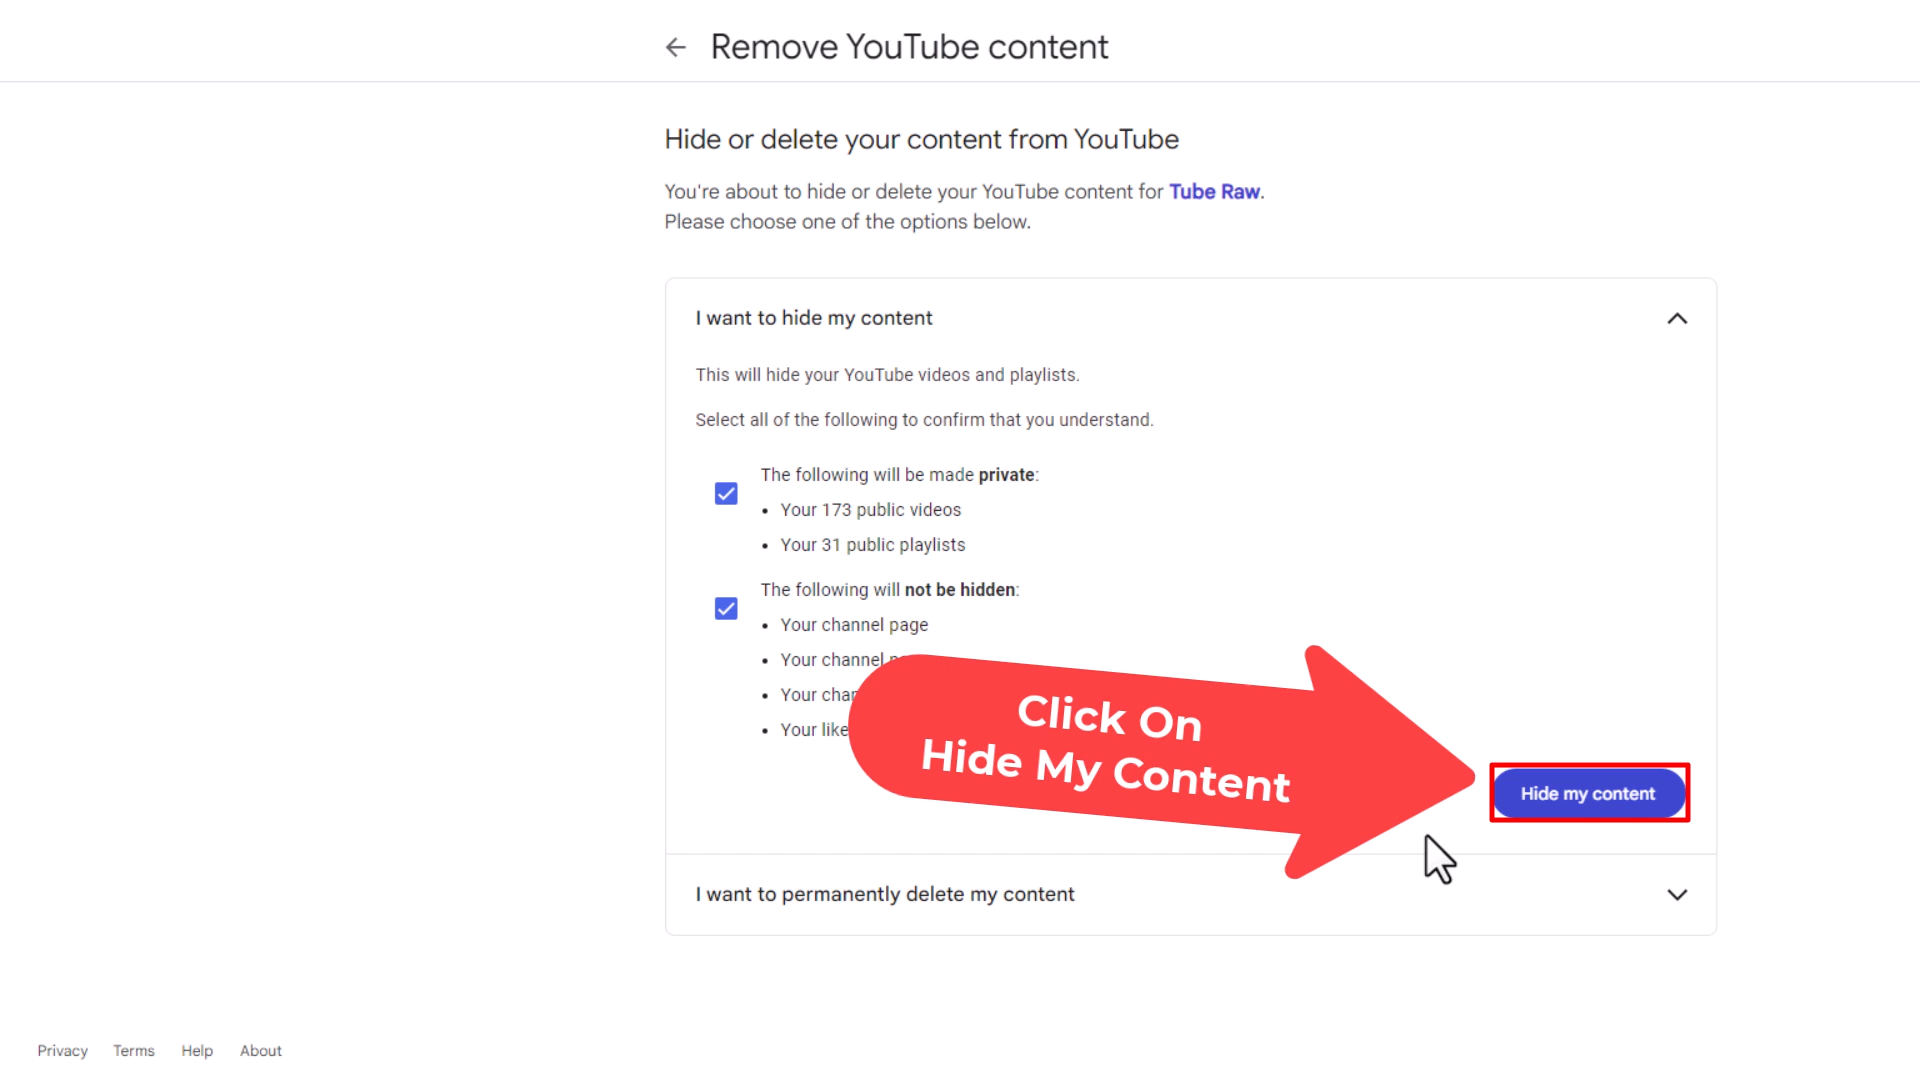 Remove YouTube content
Hide or delete your content from YouTube
You're about to hide or delete your YouTube content for Tube Raw.
Please choose one of the options below.
I want to hide my content
This will hide your YouTube videos and playlists.
Select all of the following to confirm that you understand.
The following will be made private:
• Your 173 public videos
• Your 31 public playlists
The following will not be hidden:
• Your channel page
• Your channel
• Your
• Your
Click On
Hide My Content
Hide my content
I want to permanently delete my content
Privacy Terms Help About